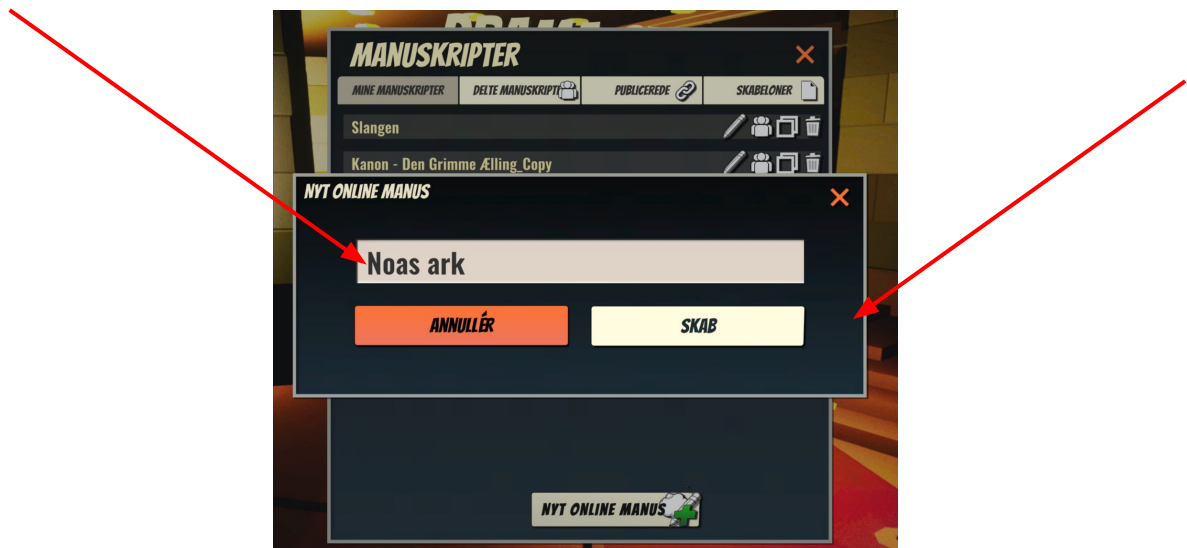 MANUSKRIPTER
MINE MANUSKRIPTER DELTE MANUSKRIPT PUBLICEREDE SKABELONER
Slangen
Kanon - Den Grimme Ælling_Copy
NYT ONLINE MANUS
Noas ark
ANNULLÉR SKAB
NYT ONLINE MANUS